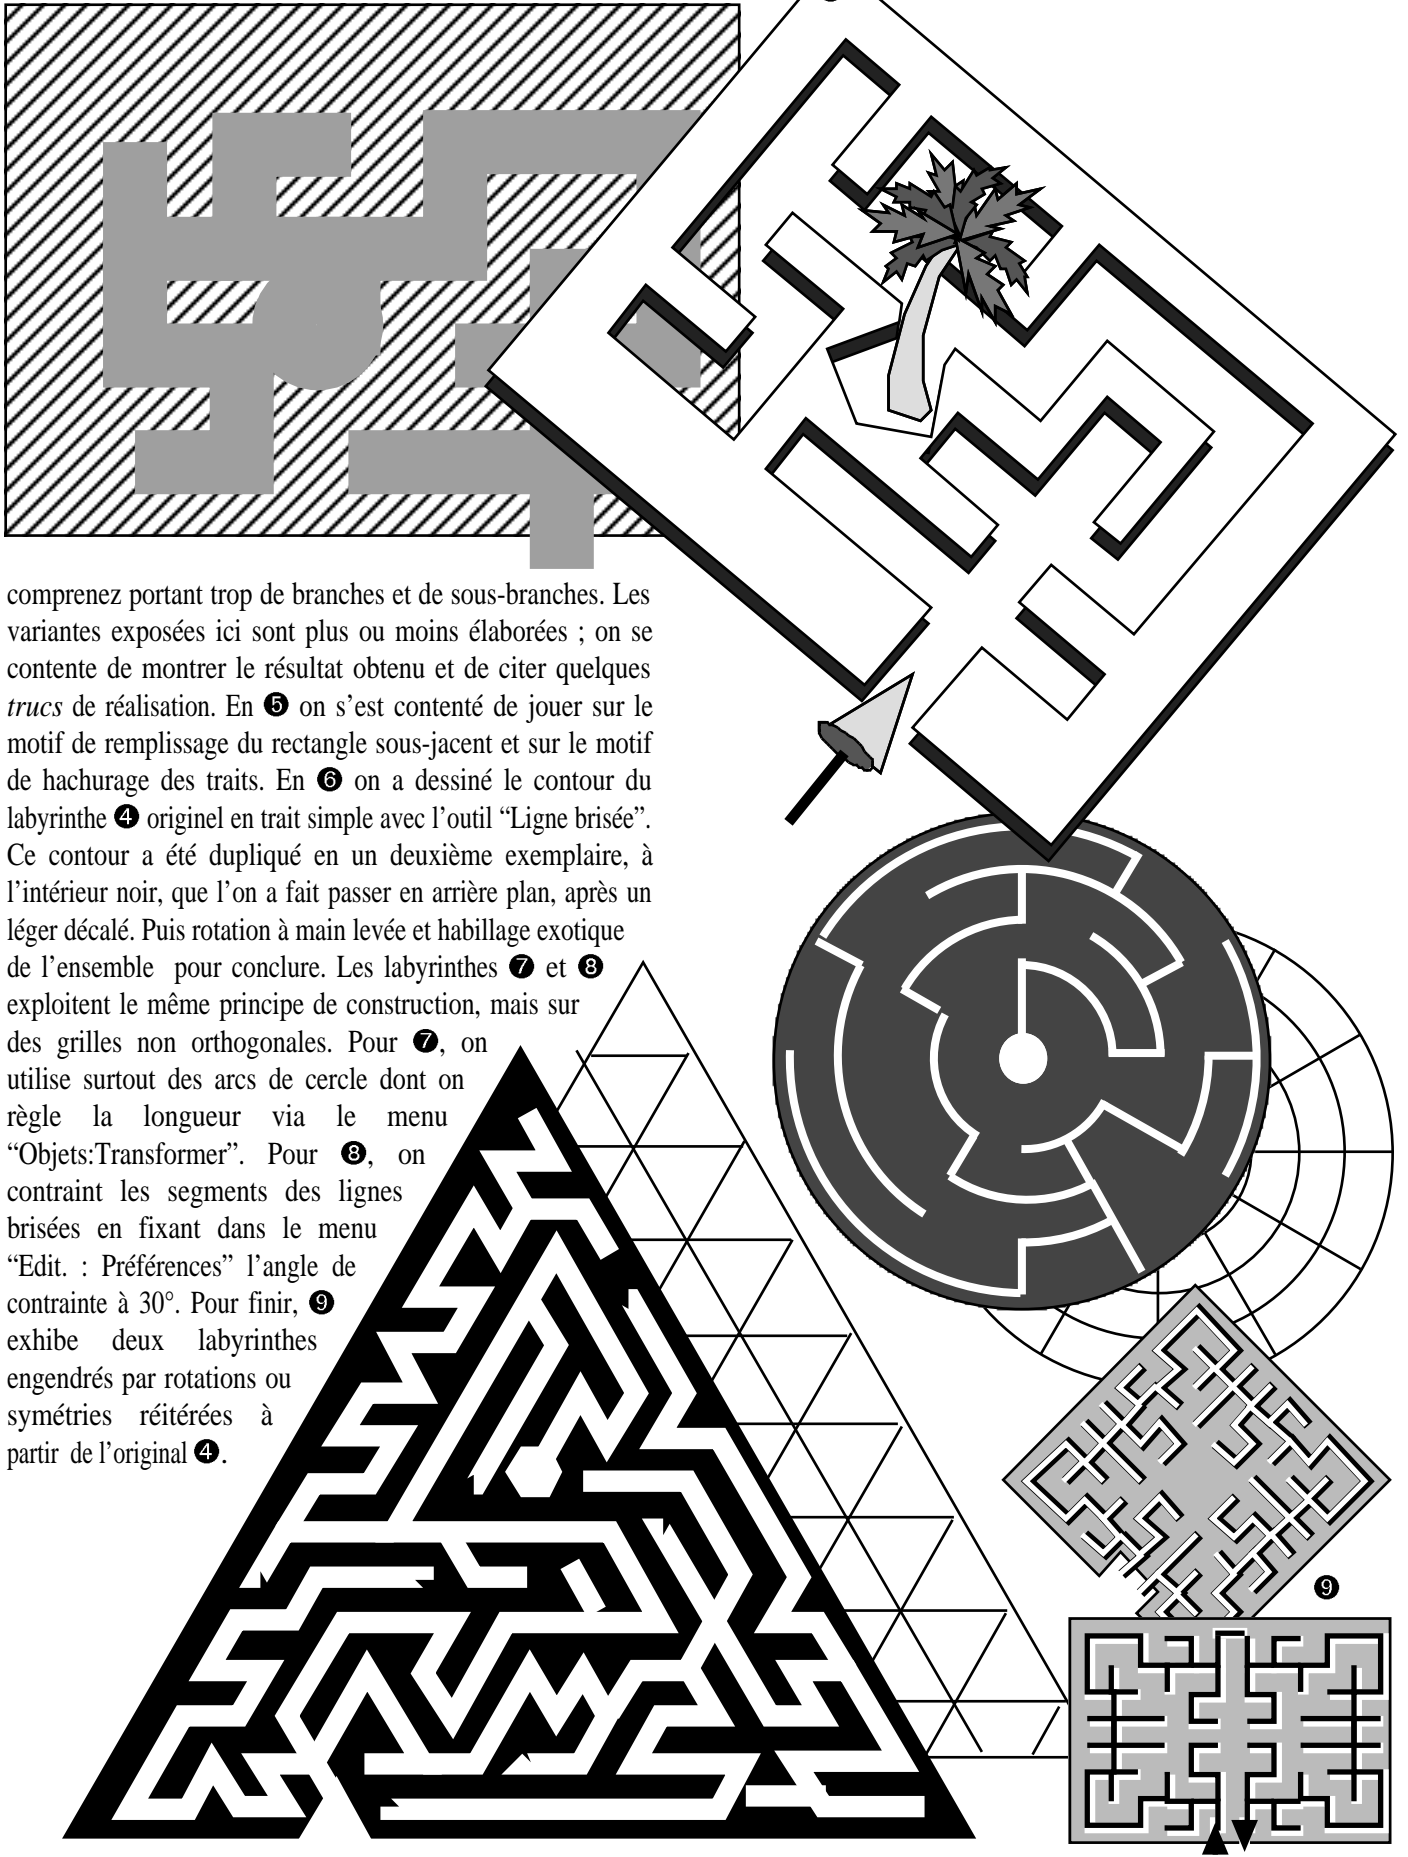 comprenez portant trop de branches et de sous-branches. Les
variantes exposées ici sont plus ou moins élaborées ; on se
contente de montrer le résultat obtenu et de citer quelques
trucs de réalisation. En ❺ on s’est contenté de jouer sur le
motif de remplissage du rectangle sous-jacent et sur le motif
de hachurage des traits. En ❻ on a dessiné le contour du
labyrinthe ❹ originel en trait simple avec l’outil “Ligne brisée”.
Ce contour a été dupliqué en un deuxième exemplaire, à
l’intérieur noir, que l’on a fait passer en arrière plan, après un
léger décalé. Puis rotation à main levée et habillage exotique
de l’ensemble pour conclure. Les labyrinthes ❼ et ❽
exploitent le même principe de construction, mais sur
des grilles non orthogonales. Pour ❼, on
utilise surtout des arcs de cercle dont on
règle la longueur via le menu
“Objets:Transformer”. Pour ❽, on
contraint les segments des lignes
brisées en fixant dans le menu
“Edit. : Préférences” l’angle de
contrainte à 30°. Pour finir, ❾
exhibe deux labyrinthes
engendrés par rotations ou
symétries réitérées à
partir de l’original ❹.
❾